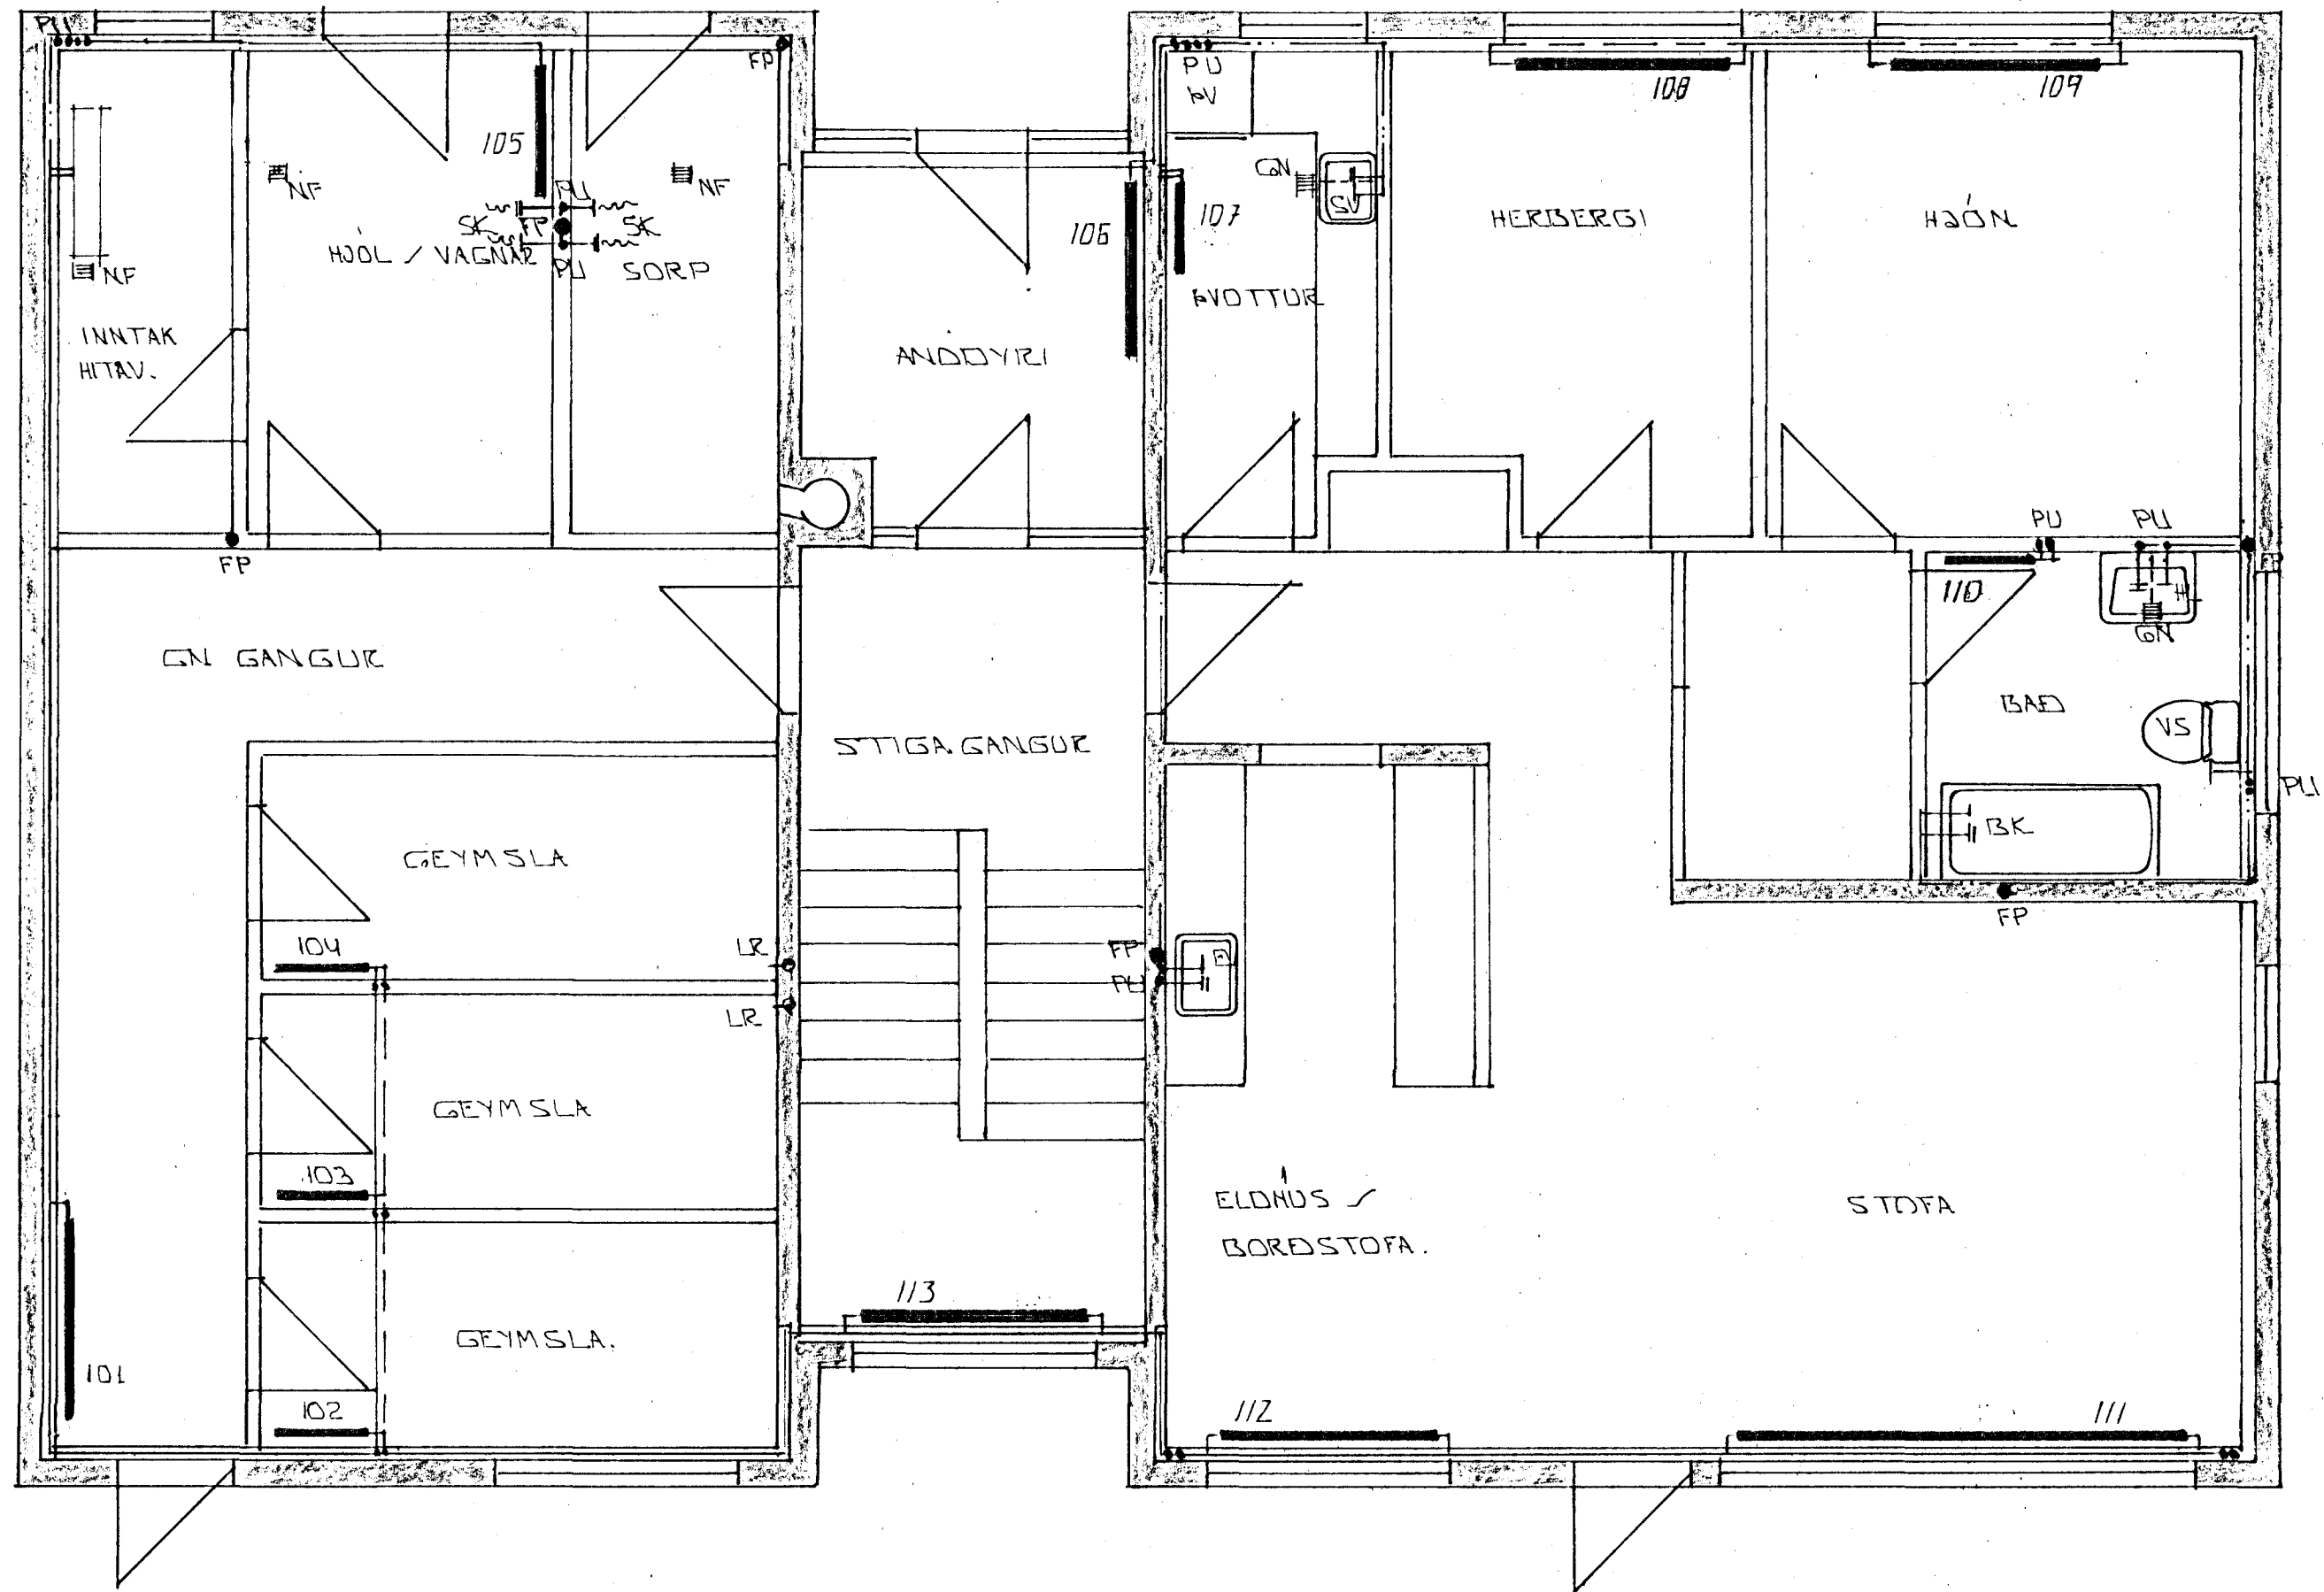 PU
FP
PU
ÞV
108
109
105
NF
PU
NF
GN
SV
107
106
SK FP SK
HERBERGI
HJÓN
HJÓL / VAGNAR
PU
SORP
NF
INNTAK
HITAV.
ÞVOTTUR
ANDDYRI
PU
PU
FP
110
GN
GN GANGUR
BAÐ
VS
STIGAGANGUR
PU
BK
GEYMSLA
FP
104
LR
FP
PU
LR
GEYMSLA
103
ELDHÚS /
BORÐSTOFA.
STOFA
113
GEYMSLA.
101
102
112
111